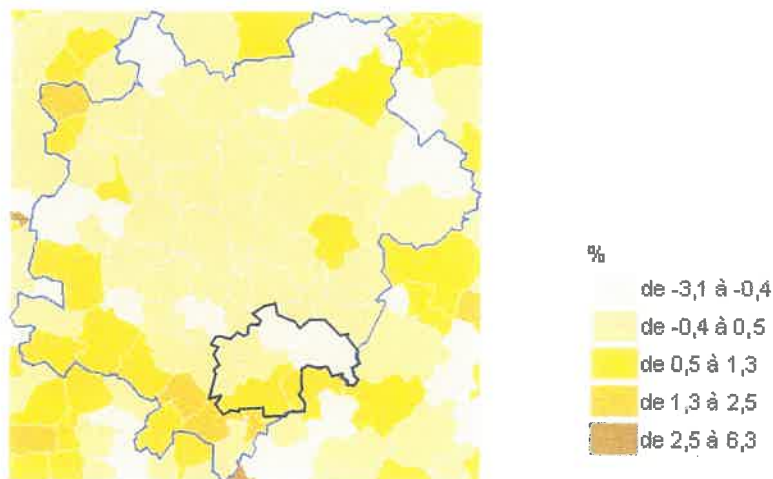 %
de -3,1 à -0,4
de -0,4 à 0,5
de 0,5 à 1,3
de 1,3 à 2,5
de 2,5 à 6,3